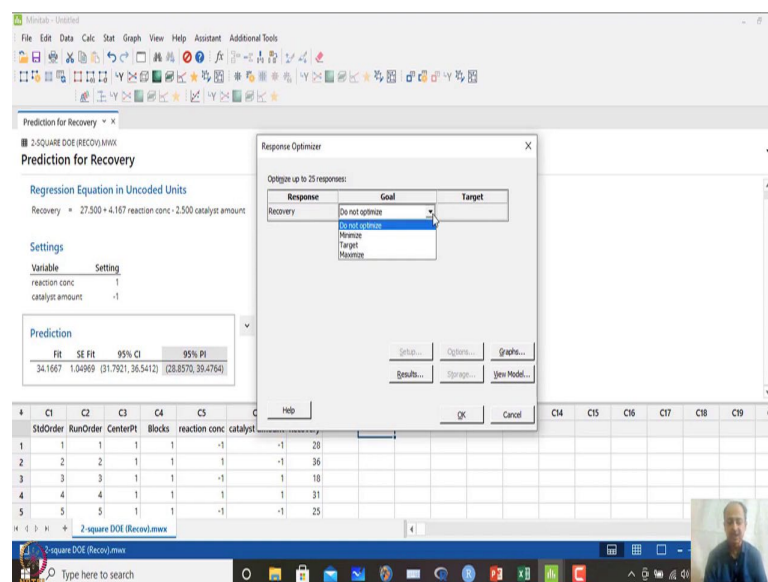 Minitab - Untitled
File Edit Data Calc Stat Graph View Help Assistant Additional Tools
Prediction for Recovery
2-SQUARE DOE (RECOV).MWX
Prediction for Recovery
Regression Equation in Uncoded Units
Recovery = 27.500 + 4.167 reaction conc - 2.500 catalyst amount
Settings
Variable Setting
reaction conc 1
catalyst amount -1
Prediction
Fit SE Fit 95% CI 95% PI
34.1667 1.04969 (31.7921, 36.5412) (28.8570, 39.4764)
Response Optimizer
Optimize up to 25 responses:
Response Goal Target
Recovery Do not optimize
Do not optimize
Minimize
Target
Maximize
Setup... Options... Graphs...
Results... Storage... View Model...
Help OK Cancel
C1 C2 C3 C4 C5 C14 C15 C16 C17 C18 C19
StdOrder RunOrder CenterPt Blocks reaction conc catalyst
1 1 1 1 1 -1 -1 28
2 2 2 1 1 1 -1 36
3 3 3 1 1 -1 1 18
4 4 4 1 1 1 1 31
5 5 5 1 1 -1 -1 25
2-square DOE (Recov).mwx
2-square DOE (Recov).mwx
Type here to search